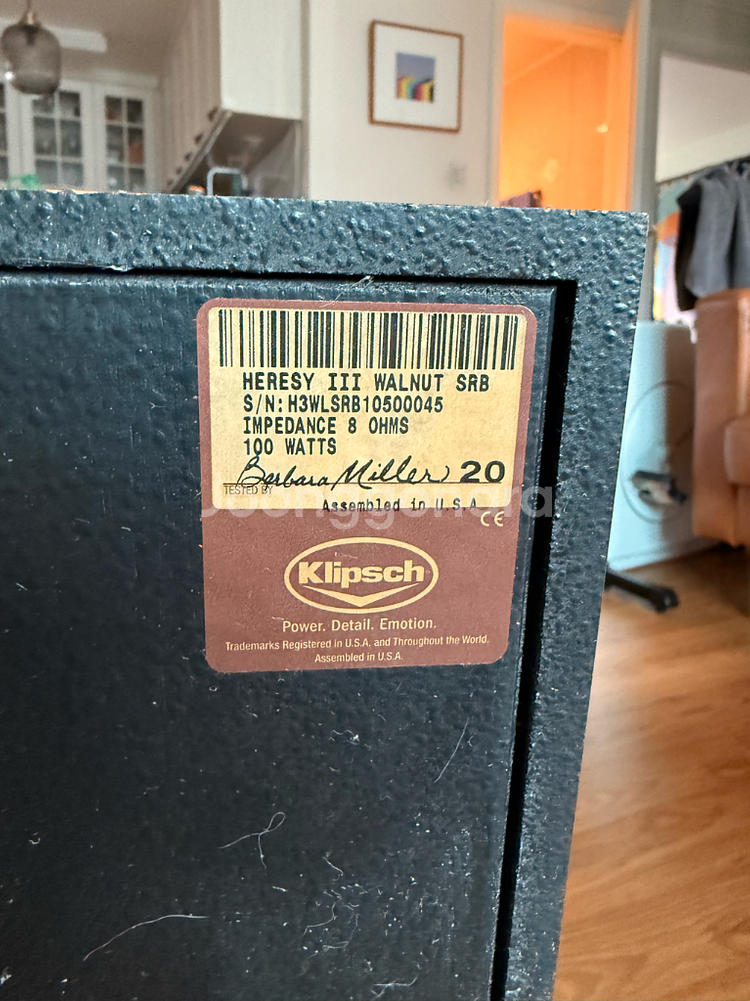 HERESY III WALNUT SRB
S/N:H3WLSRB10500045
IMPEDANCE 8 OHMS
100 WATTS
Barbara Miller 20
TESTED BY
Assembled in U.S.A
CE
Joonggonara
Klipsch
Power. Detail. Emotion.
Trademarks Registered in U.S.A, and Throughout the World.
Assembled in U.S.A.